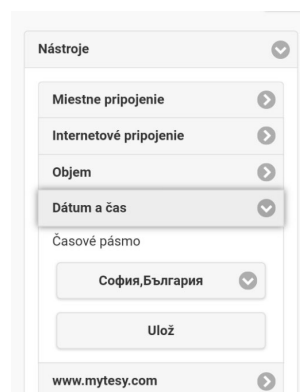 Nástroje
Miestne pripojenie
Internetové pripojenie
Objem
Dátum a čas
Časové pásmo
София,България
Ulož
www.mytesy.com